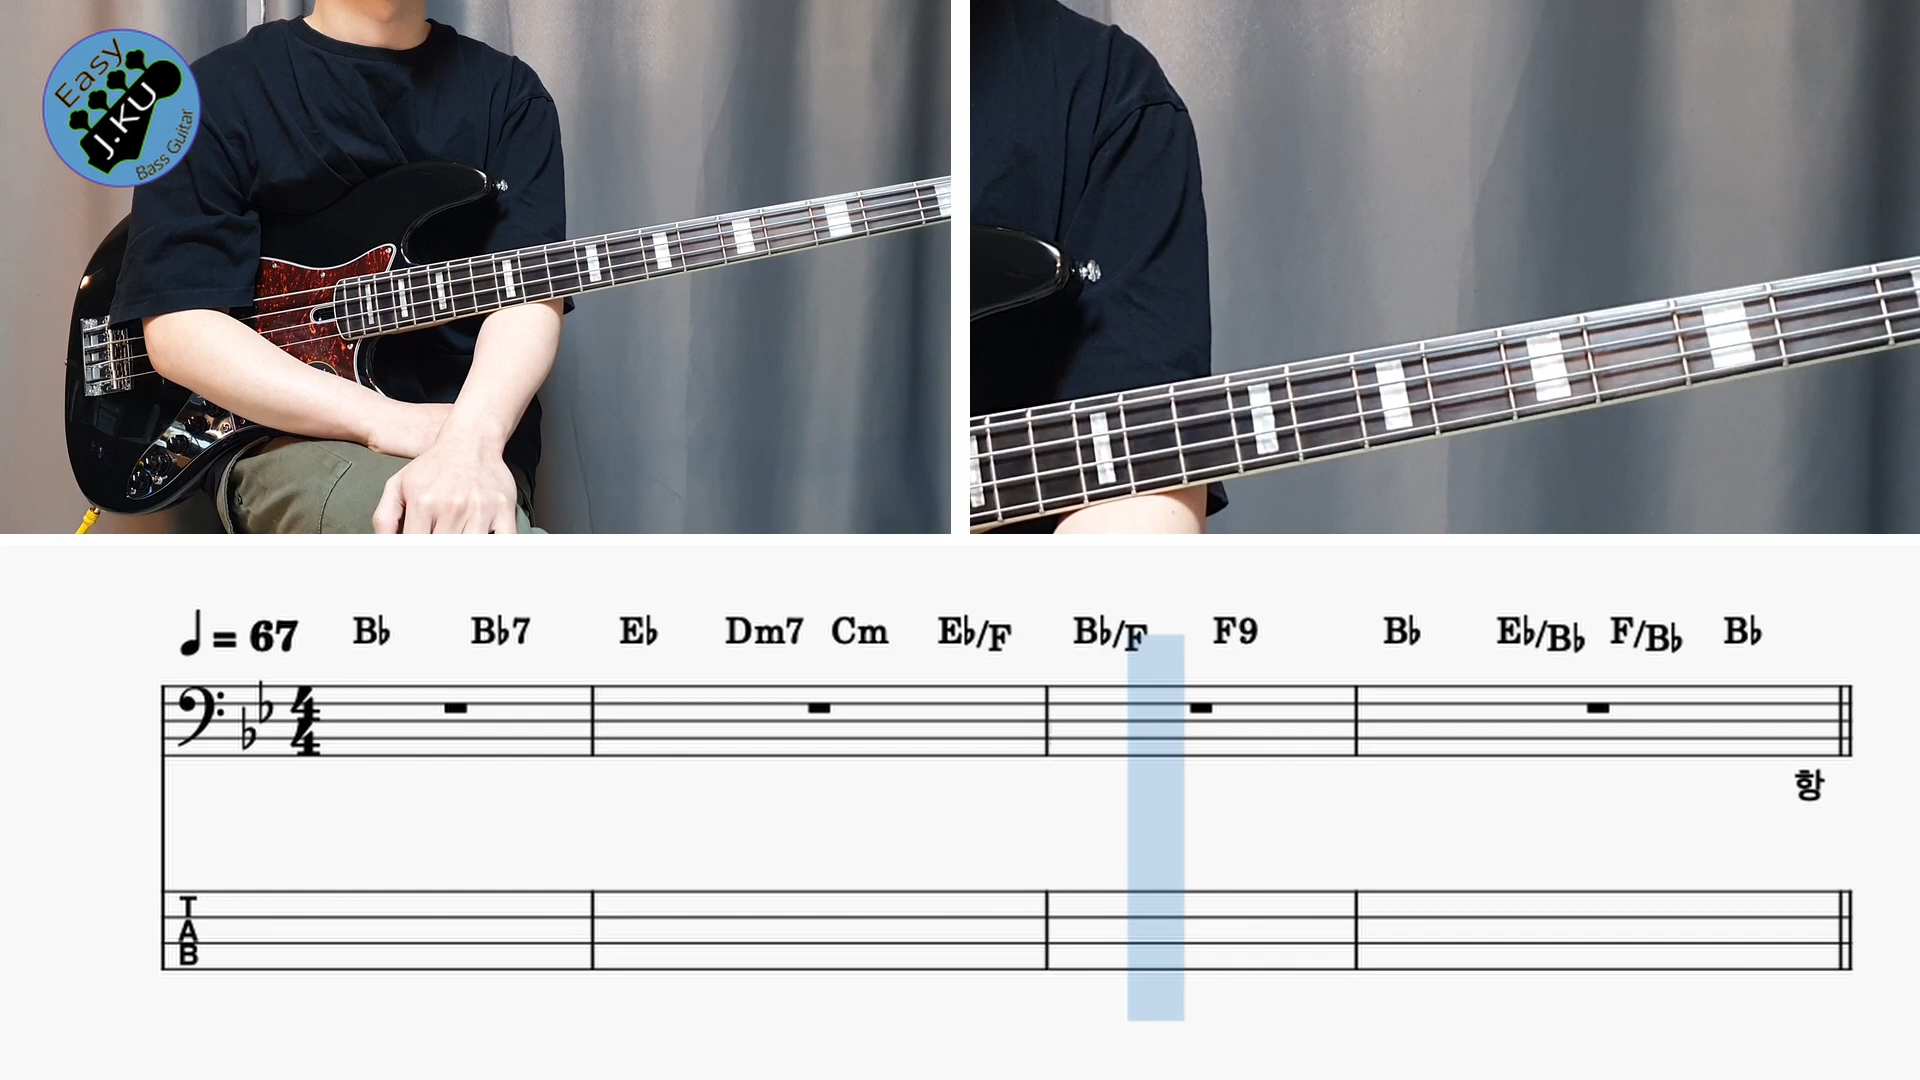 Easy
J.KU
Bass Guitar
♩= 67 B♭ B♭7 E♭ Dm7 Cm E♭/F B♭/F F9 B♭ E♭/B♭ F/B♭ B♭
4
4
항
T
A
B